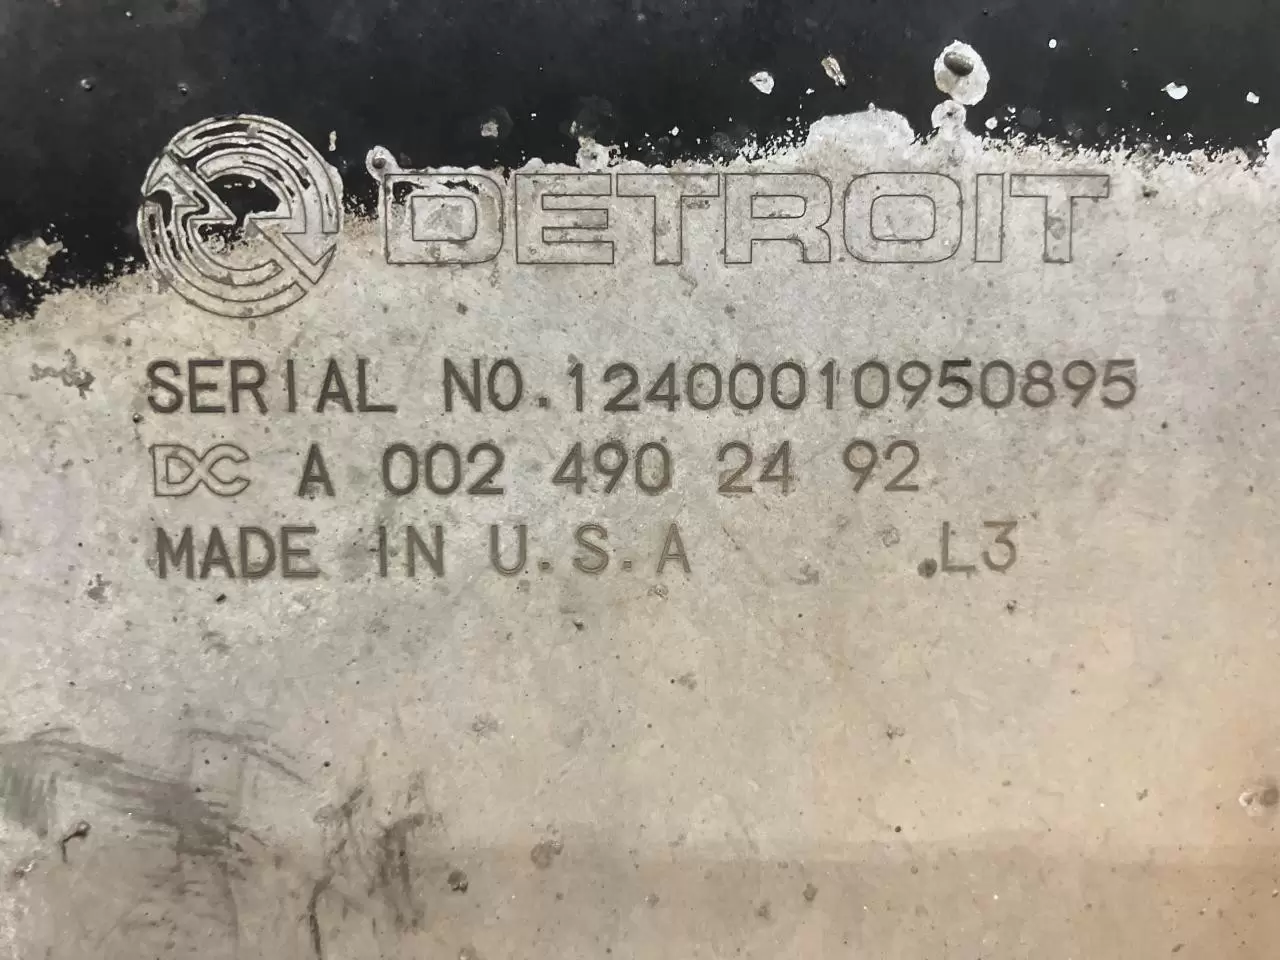 DETROIT
SERIAL NO.12400010950895
DC A 002 490 24 92
MADE IN U.S.A .L3